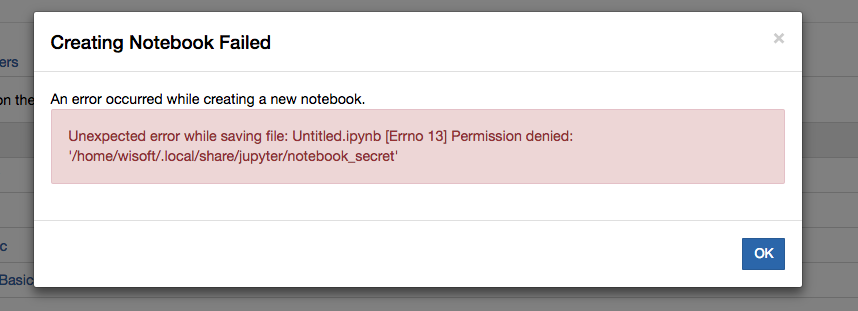 Creating Notebook Failed
×
ers
on the
An error occurred while creating a new notebook.
Unexpected error while saving file: Untitled.ipynb [Errno 13] Permission denied:
'/home/wisoft/.local/share/jupyter/notebook_secret'
c
OK
Basic